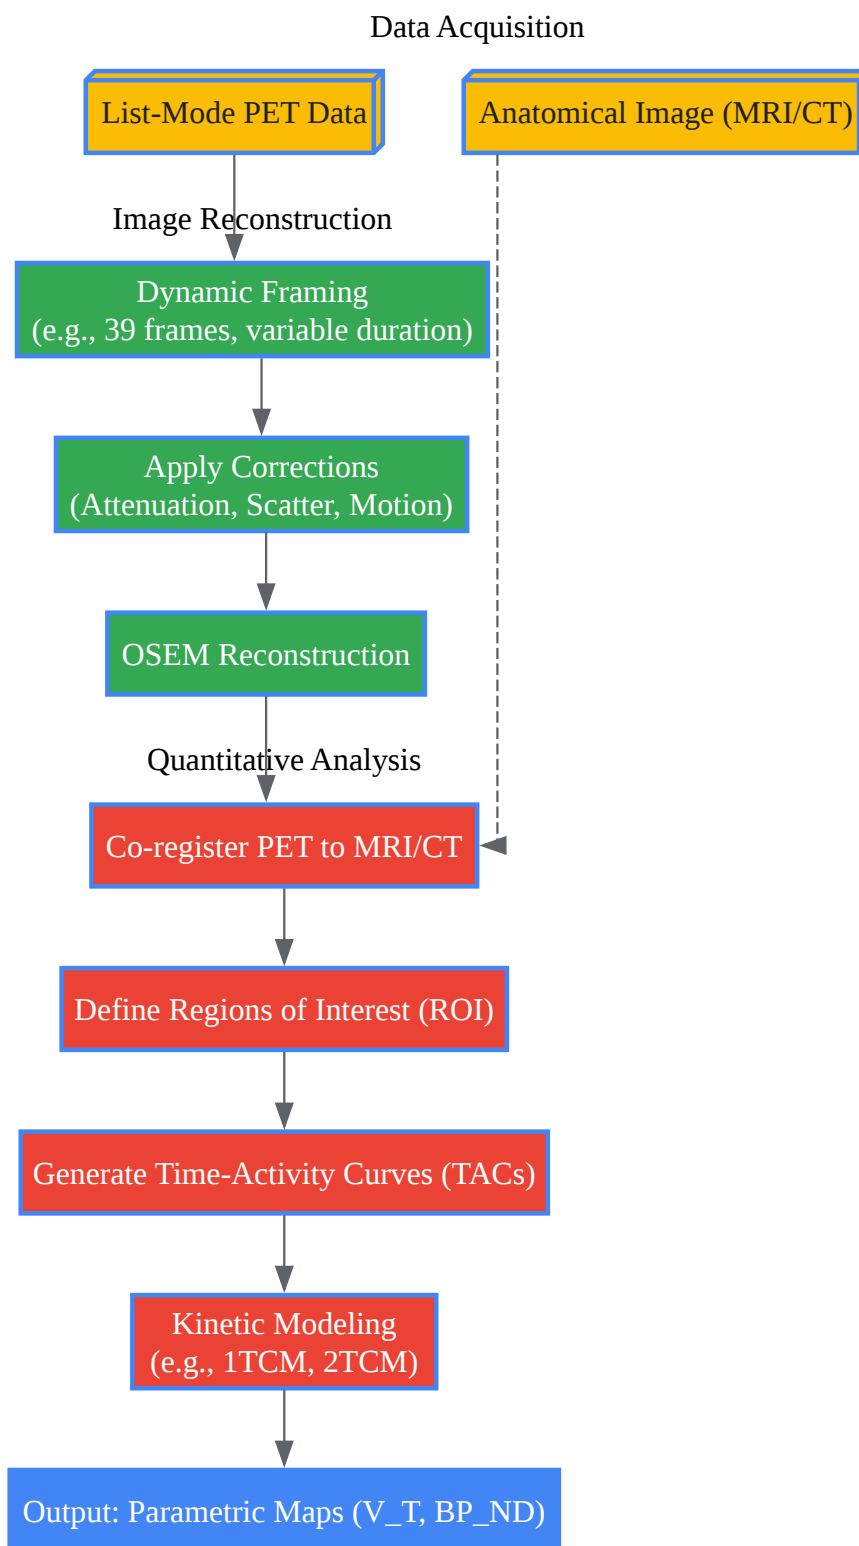 Data Acquisition
List-Mode PET Data
Anatomical Image (MRI/CT)
Image Reconstruction
Dynamic Framing
(e.g., 39 frames, variable duration)
Apply Corrections
(Attenuation, Scatter, Motion)
OSEM Reconstruction
Quantitative Analysis
Co-register PET to MRI/CT
Define Regions of Interest (ROI)
Generate Time-Activity Curves (TACs)
Kinetic Modeling
(e.g., 1TCM, 2TCM)
Output: Parametric Maps (V_T, BP_ND)